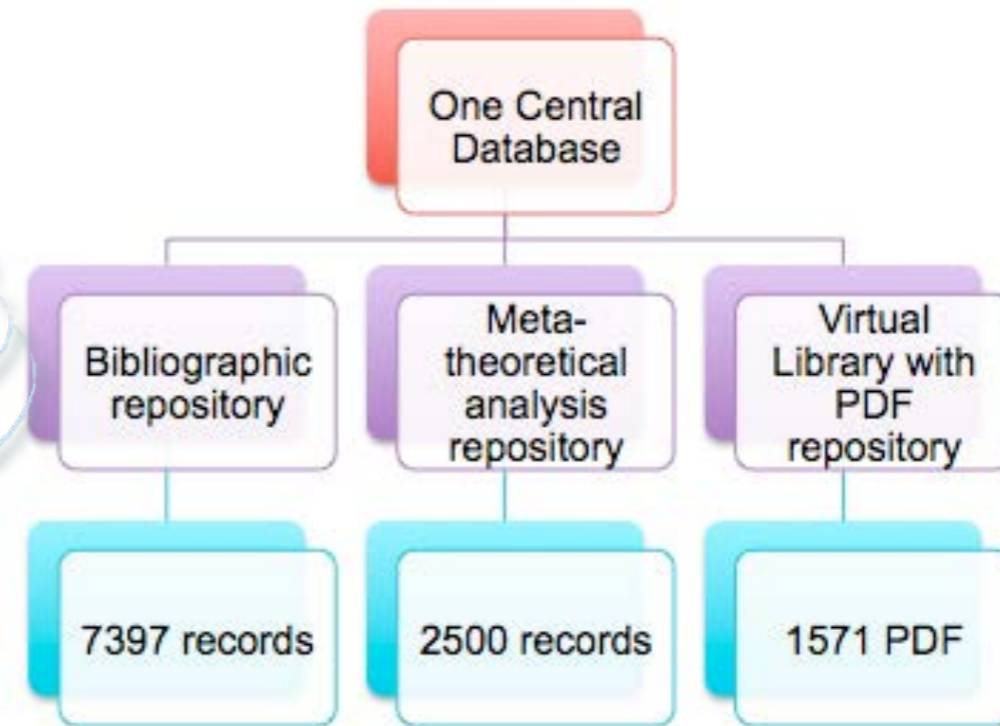 One Central
Database
Bibliographic
repository
Meta-
theoretical
analysis
repository
Virtual
Library with
PDF
repository
7397 records
2500 records
1571 PDF